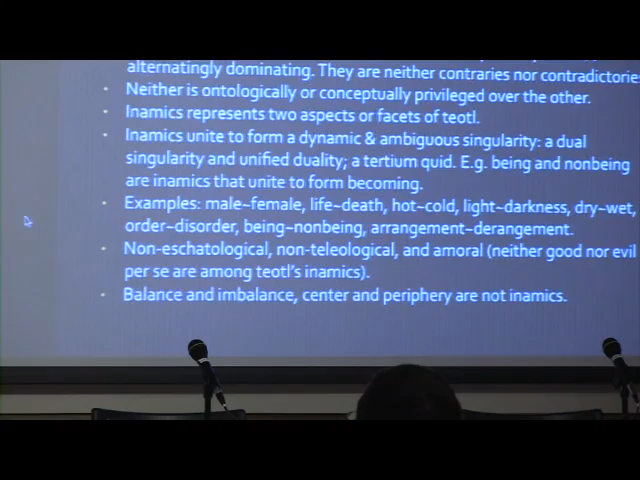 alternatingly dominating. They are neither contraries nor contradictories
• Neither is ontologically or conceptually privileged over the other.
• Inamics represents two aspects or facets of teotl.
• Inamics unite to form a dynamic & ambiguous singularity: a dual
singularity and unified duality; a tertium quid. E.g. being and nonbeing
are inamics that unite to form becoming.
• Examples: male~female, life~death, hot~cold, light~darkness, dry~wet,
order~disorder, being~nonbeing, arrangement~derangement.
• Non-eschatological, non-teleological, and amoral (neither good nor evil
per se are among teotl's inamics).
• Balance and imbalance, center and periphery are not inamics.